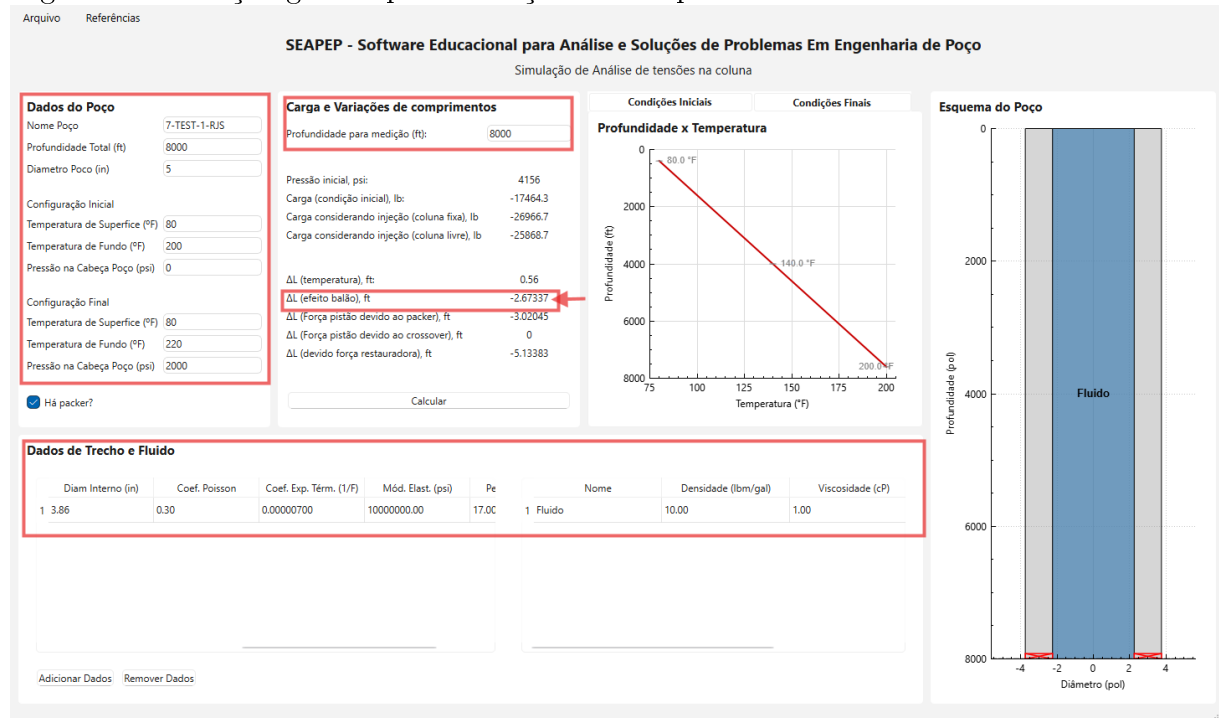 Arquivo Referências
SEAPEP - Software Educacional para Análise e Soluções de Problemas Em Engenharia de Poço
Simulação de Análise de tensões na coluna
Dados do Poço
Nome Poço 7-TEST-1-RJS
Profundidade Total (ft) 8000
Diametro Poco (in) 5
Configuração Inicial
Temperatura de Superfice (ºF) 80
Temperatura de Fundo (ºF) 200
Pressão na Cabeça Poço (psi) 0
Configuração Final
Temperatura de Superfice (ºF) 80
Temperatura de Fundo (ºF) 220
Pressão na Cabeça Poço (psi) 2000
Há packer?
Carga e Variações de comprimentos
Profundidade para medição (ft): 8000
Pressão inicial, psi: 4156
Carga (condição inicial), lb: -17464.3
Carga considerando injeção (coluna fixa), lb -26966.7
Carga considerando injeção (coluna livre), lb -25868.7
ΔL (temperatura), ft: 0.56
ΔL (efeito balão), ft -2.67337
ΔL (Força pistão devido ao packer), ft -3.02045
ΔL (Força pistão devido ao crossover), ft 0
ΔL (devido força restauradora), ft -5.13383
Calcular
Condições Iniciais Condições Finais
Profundidade x Temperatura
Profundidade (ft)
0
2000
4000
6000
8000
80.0 °F
140.0 °F
200.0 °F
75 100 125 150 175 200
Temperatura (°F)
Esquema do Poço
Profundidade (pol)
0
2000
4000
6000
8000
Fluido
-4 -2 0 2 4
Diâmetro (pol)
Dados de Trecho e Fluido
Diam Interno (in) Coef. Poisson Coef. Exp. Térm. (1/F) Mód. Elast. (psi) Pe
1 3.86 0.30 0.00000700 10000000.00 17.00
Nome Densidade (lbm/gal) Viscosidade (cP)
1 Fluido 10.00 1.00
Adicionar Dados Remover Dados